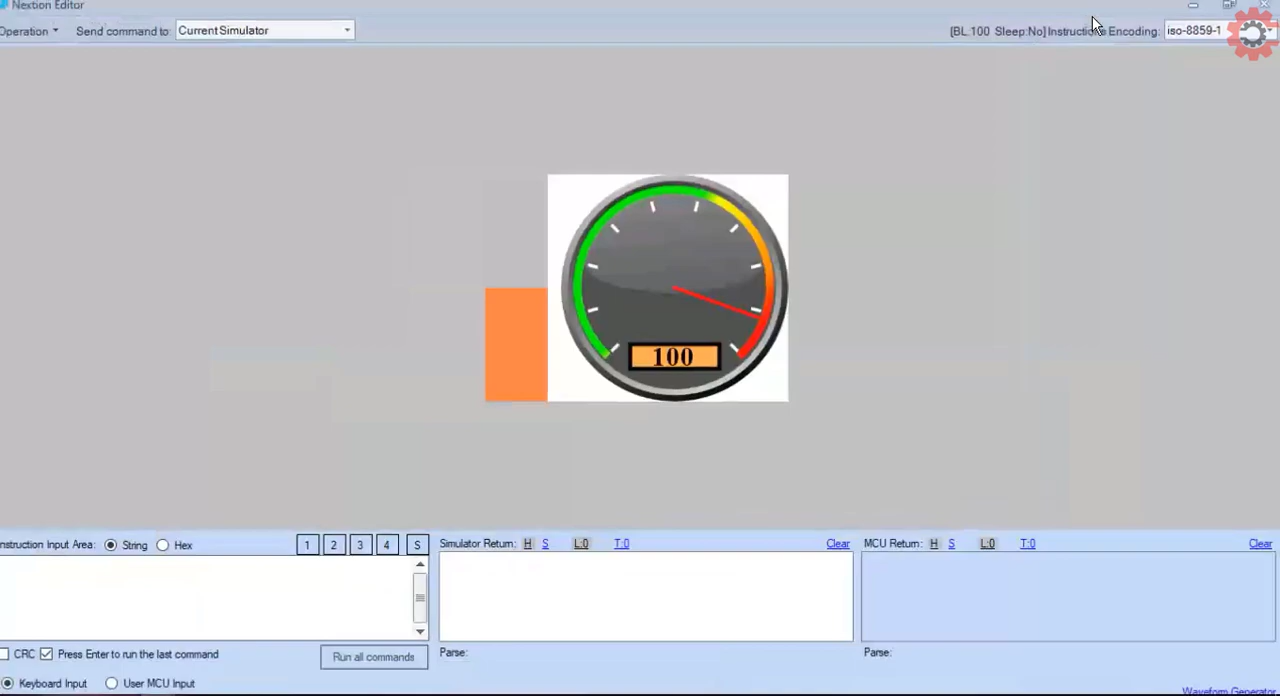 Nextion Editor
Operation Send command to: Current Simulator [BL:100 Sleep:No] Instructions Encoding: iso-8859-1
100
nstruction Input Area: String Hex 1 2 3 4 S Simulator Return: H S L:0 T:0 Clear MCU Return: H S L:0 T:0 Clear
CRC Press Enter to run the last command Run all commands Parse: Parse:
Keyboard Input User MCU Input Waveform Generator